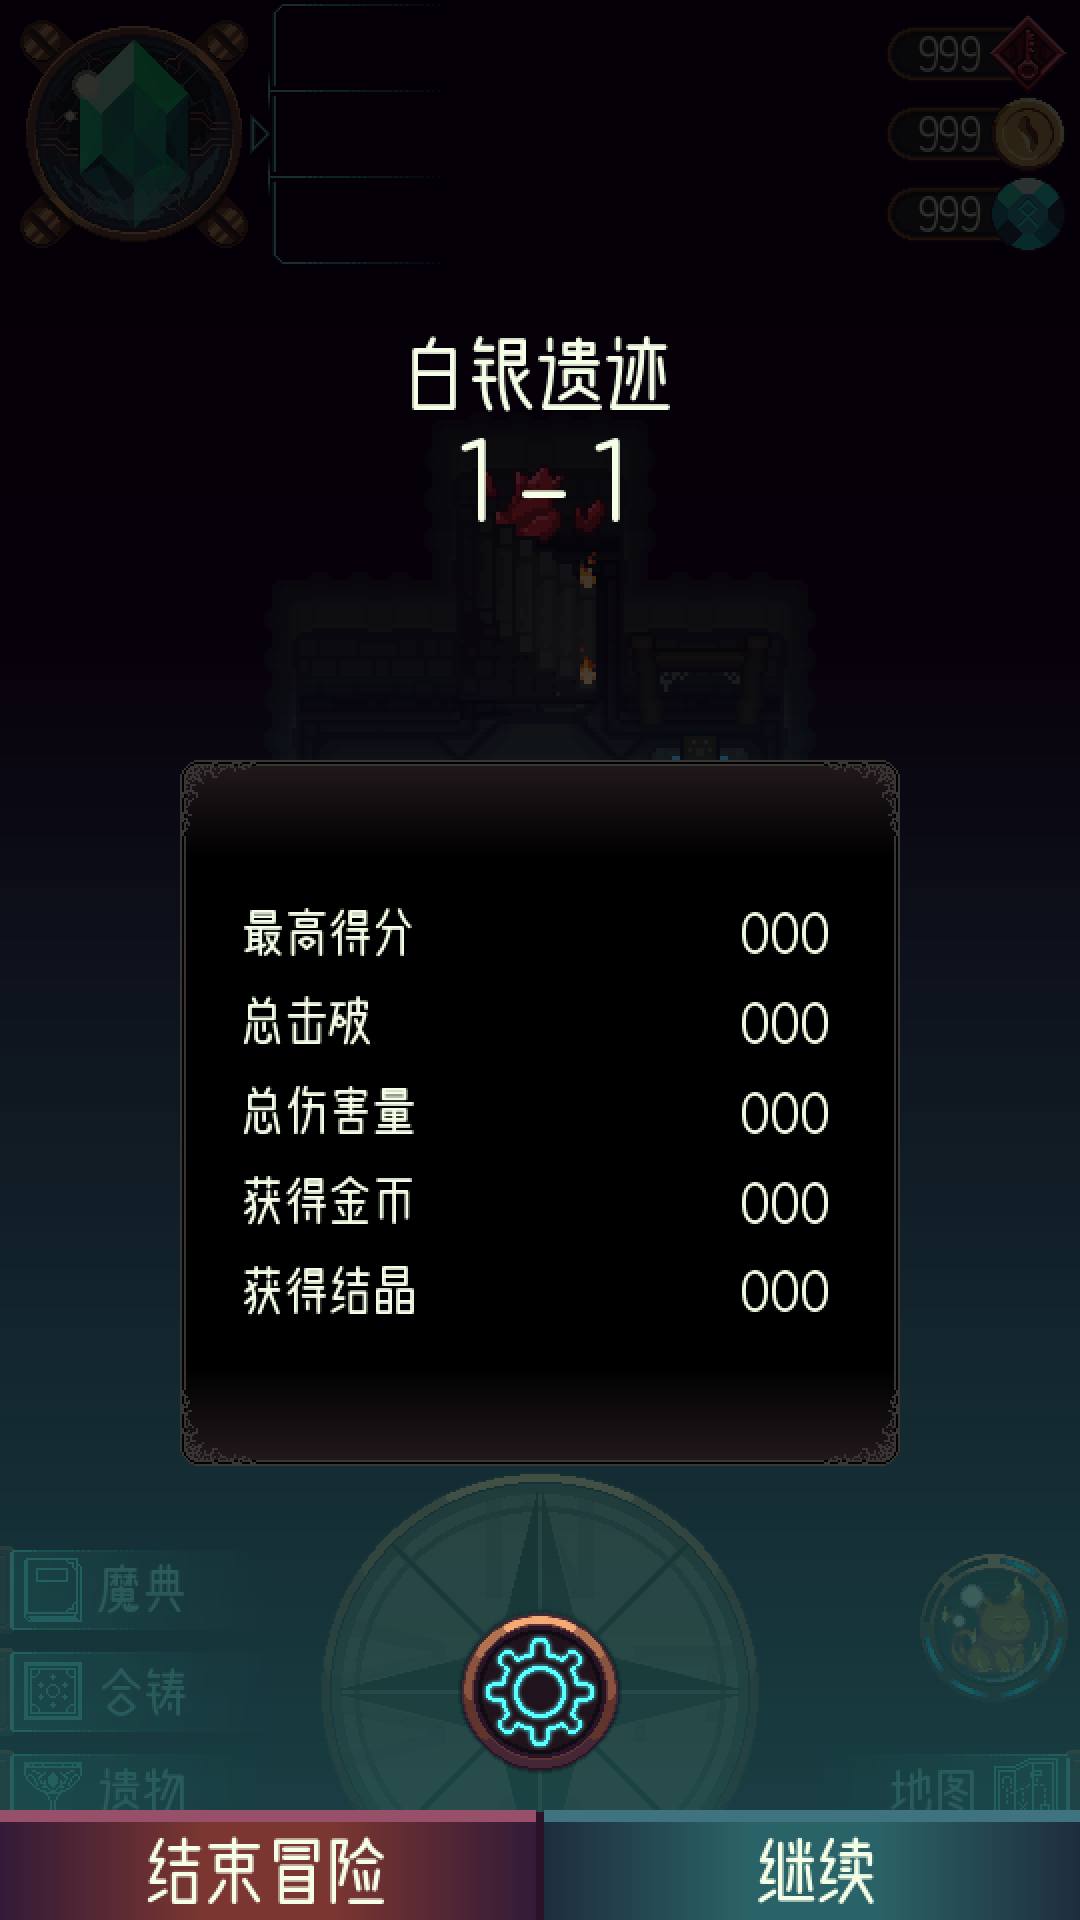 999
999
999
白银遗迹
1-1
最高得分 000
总击破 000
总伤害量 000
获得金币 000
获得结晶 000
魔典
合铸
遗物
地图
结束冒险 继续